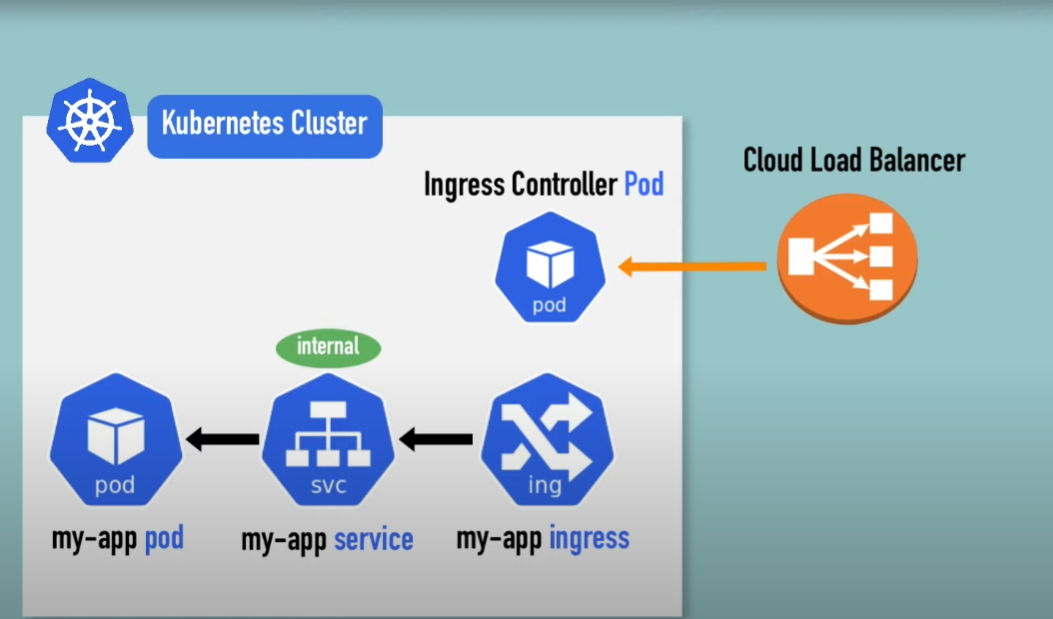 Kubernetes Cluster
Cloud Load Balancer
Ingress Controller Pod
pod
internal
pod
svc
ing
my-app pod
my-app service
my-app ingress